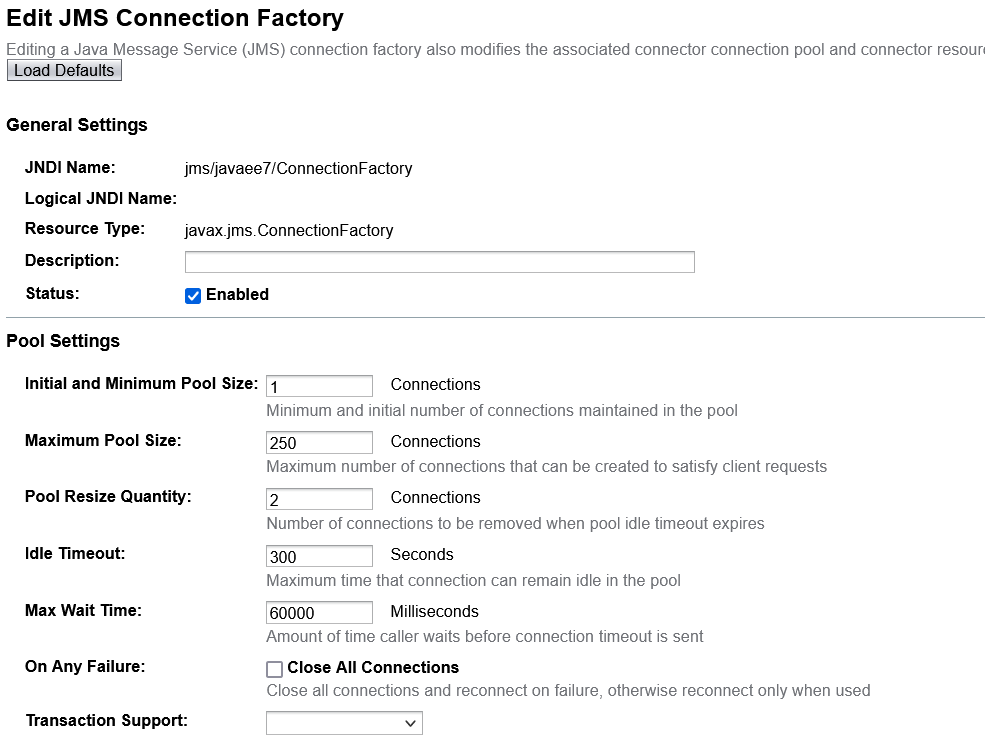 Edit JMS Connection Factory
Editing a Java Message Service (JMS) connection factory also modifies the associated connector connection pool and connector
Load Defaults
General Settings
JNDI Name: jms/javaee7/ConnectionFactory
Logical JNDI Name:
Resource Type: javax.jms.ConnectionFactory
Description:
Status: Enabled
Pool Settings
Initial and Minimum Pool Size: 1 Connections
Minimum and initial number of connections maintained in the pool
Maximum Pool Size: 250 Connections
Maximum number of connections that can be created to satisfy client requests
Pool Resize Quantity: 2 Connections
Number of connections to be removed when pool idle timeout expires
Idle Timeout: 300 Seconds
Maximum time that connection can remain idle in the pool
Max Wait Time: 60000 Milliseconds
Amount of time caller waits before connection timeout is sent
On Any Failure: Close All Connections
Close all connections and reconnect on failure, otherwise reconnect only when used
Transaction Support: